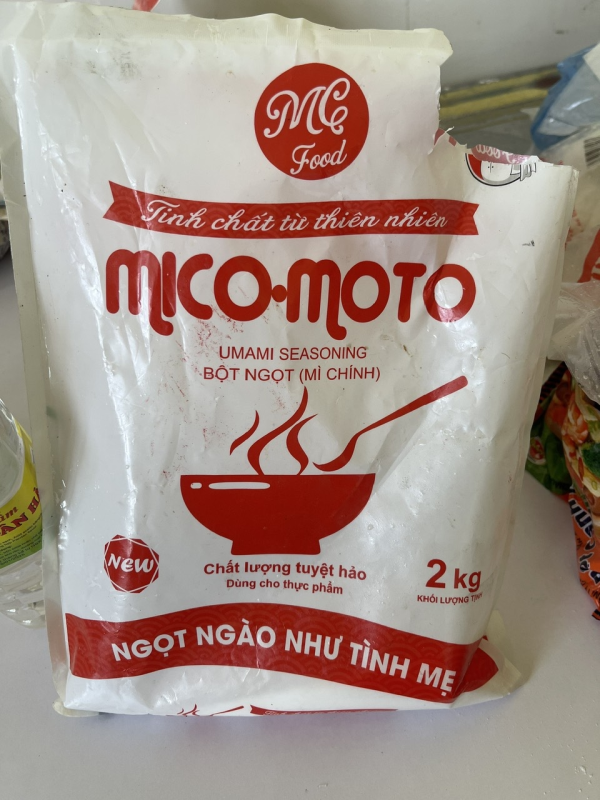 MC
Food
Tinh chất từ thiên nhiên
MICO•MOTO
UMAMI SEASONING
BỘT NGỌT (MÌ CHÍNH)
NEW
Chất lượng tuyệt hảo
Dùng cho thực phẩm
2 kg
KHỐI LƯỢNG TỊNH
NGỌT NGÀO NHƯ TÌNH MẸ